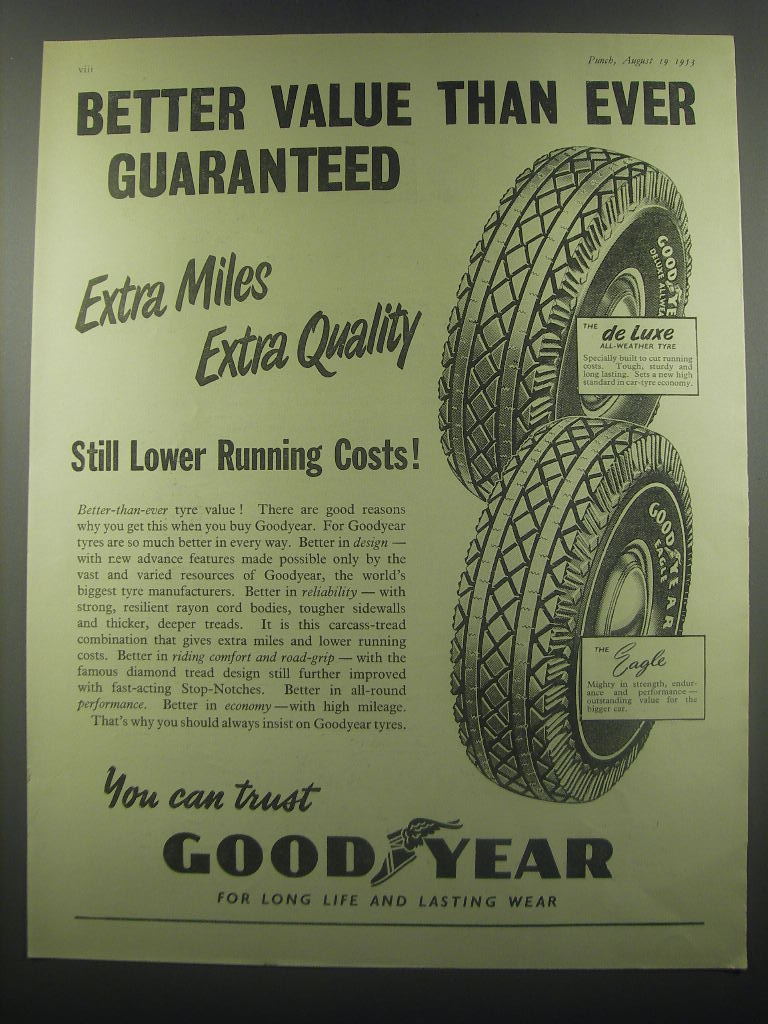 viii
Punch, August 19 1953
BETTER VALUE THAN EVER
GUARANTEED
Extra Miles
Extra Quality
Still Lower Running Costs!
Better-than-ever tyre value! There are good reasons
why you get this when you buy Goodyear. For Goodyear
tyres are so much better in every way. Better in design —
with new advance features made possible only by the
vast and varied resources of Goodyear, the world's
biggest tyre manufacturers. Better in reliability — with
strong, resilient rayon cord bodies, tougher sidewalls
and thicker, deeper treads. It is this carcass-tread
combination that gives extra miles and lower running
costs. Better in riding comfort and road-grip — with the
famous diamond tread design still further improved
with fast-acting Stop-Notches. Better in all-round
performance. Better in economy — with high mileage.
That's why you should always insist on Goodyear tyres.
GOODYE
DELUXE ALLWEA
THE
de Luxe
ALL-WEATHER TYRE
Specially built to cut running
costs. Tough, sturdy and
long lasting. Sets a new high
standard in car-tyre economy.
GOODYEAR
EAGLE
THE
Eagle
Mighty in strength, endur-
ance and performance —
outstanding value for the
bigger car.
You can trust
GOODYEAR
FOR LONG LIFE AND LASTING WEAR